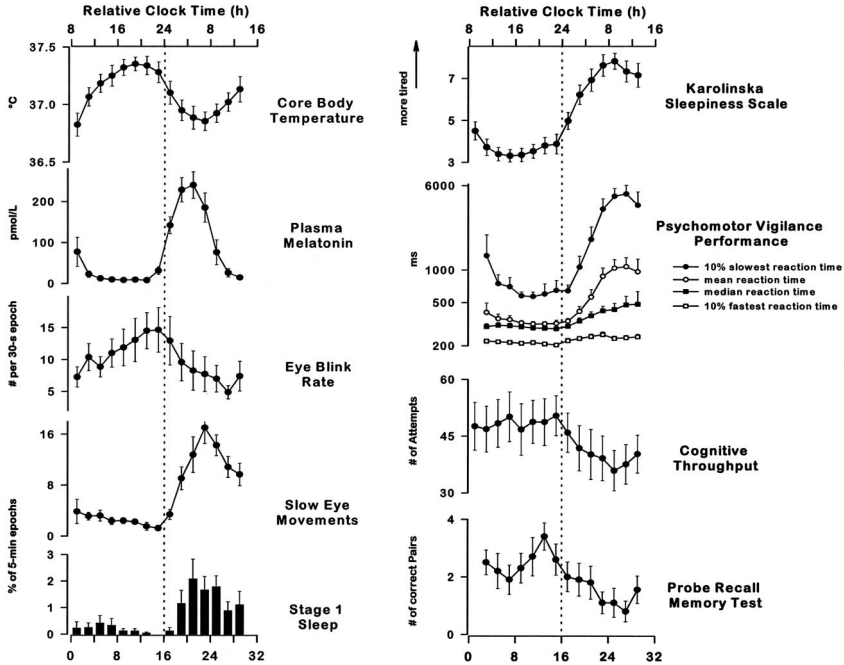 Relative Clock Time (h)
8 16 24 8 16
37.5
37.0
36.5
°C
Core Body
Temperature
200
100
0
pmol/L
Plasma
Melatonin
15
10
5
# per 30-s epoch
Eye Blink
Rate
16
8
0
Slow Eye
Movements
% of 5-min epochs
3
2
1
0
Stage 1
Sleep
0 8 16 24 32
Relative Clock Time (h)
8 16 24 8 16
more tired
7
5
3
Karolinska
Sleepiness Scale
6000
1000
500
200
ms
Psychomotor Vigilance
Performance
10% slowest reaction time
mean reaction time
median reaction time
10% fastest reaction time
60
45
30
# of Attempts
Cognitive
Throughput
4
2
0
# of correct Pairs
Probe Recall
Memory Test
0 8 16 24 32